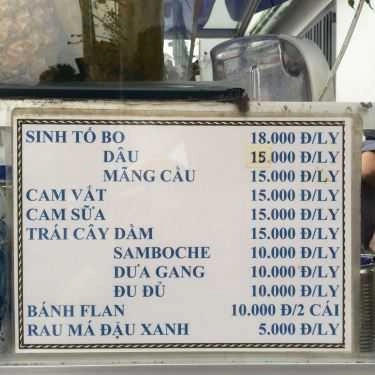 SINH TỐ BO 18.000 Đ/LY
DÂU 15.000 Đ/LY
MÃNG CẦU 15.000 Đ/LY
CAM VẮT 15.000 Đ/LY
CAM SỮA 15.000 Đ/LY
TRÁI CÂY DẦM 15.000 Đ/LY
SAMBOCHE 10.000 Đ/LY
DƯA GANG 10.000 Đ/LY
ĐU ĐỦ 10.000 Đ/LY
BÁNH FLAN 10.000 Đ/2 CÁI
RAU MÁ ĐẬU XANH 5.000 Đ/LY